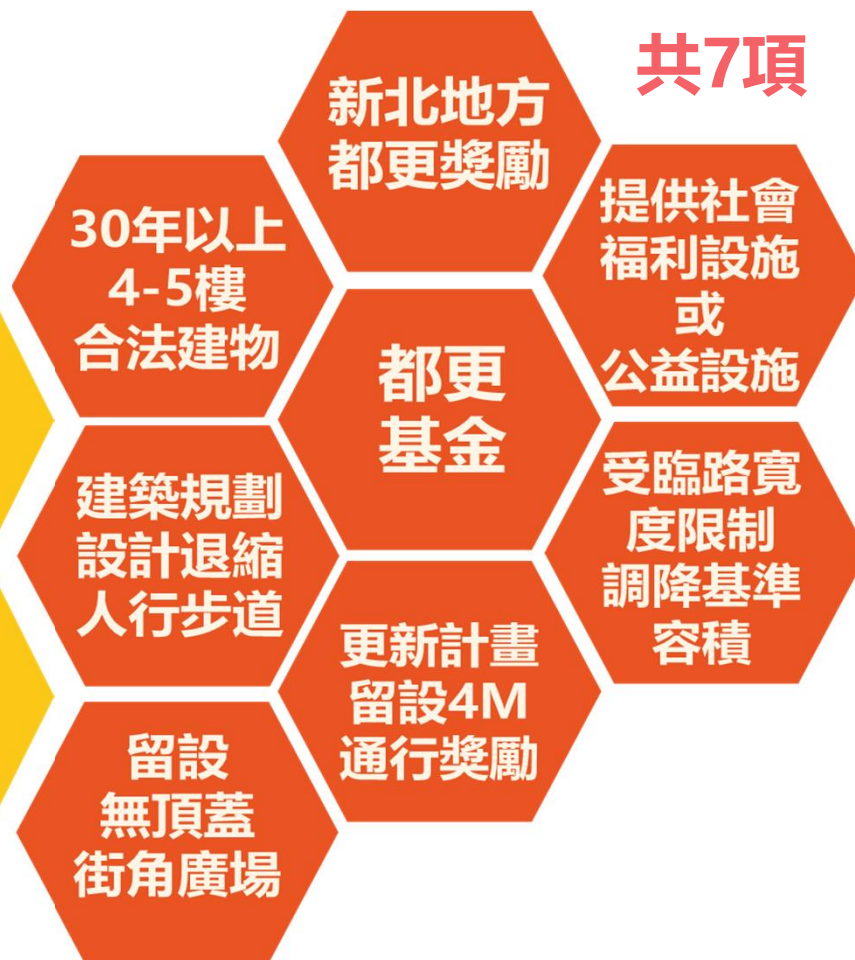 共7項
新北地方
都更獎勵
30年以上
4-5樓
合法建物
提供社會
福利設施
或
公益設施
都更
基金
建築規劃
設計退縮
人行步道
受臨路寬
度限制
調降基準
容積
更新計畫
留設4M
通行獎勵
留設
無頂蓋
街角廣場